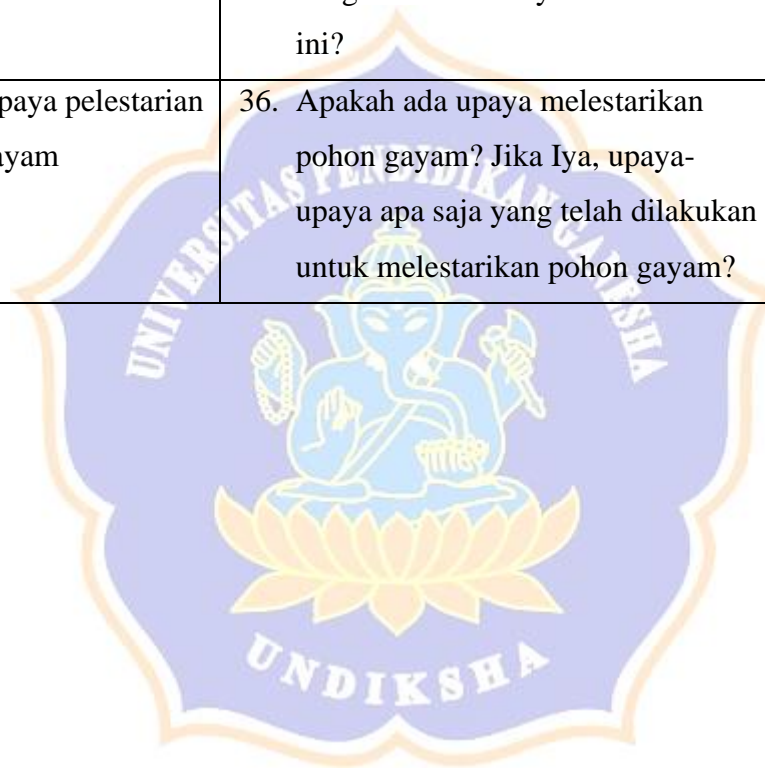 ini?
paya pelestarian
ayam
36. Apakah ada upaya melestarikan
pohon gayam? Jika Iya, upaya-
upaya apa saja yang telah dilakukan
untuk melestarikan pohon gayam?
UNIVERSITAS PENDIDIKAN GANESHA
UNDIKSHA